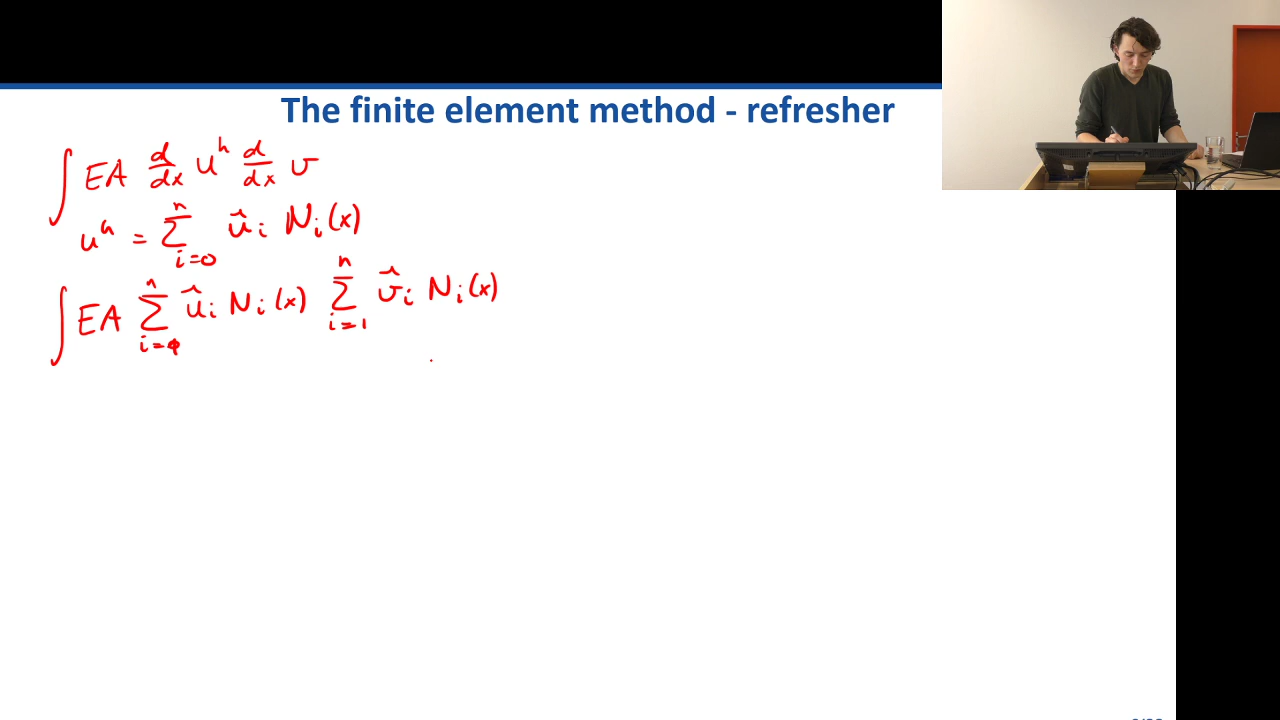 The finite element method - refresher
∫ EA d/dx u^h d/dx v
u^h = Σ_{i=0}^{n} û_i N_i(x)
∫ EA Σ_{i=}^{n} û_i N_i(x) Σ_{i=1}^{n} v̂_i N_i(x)